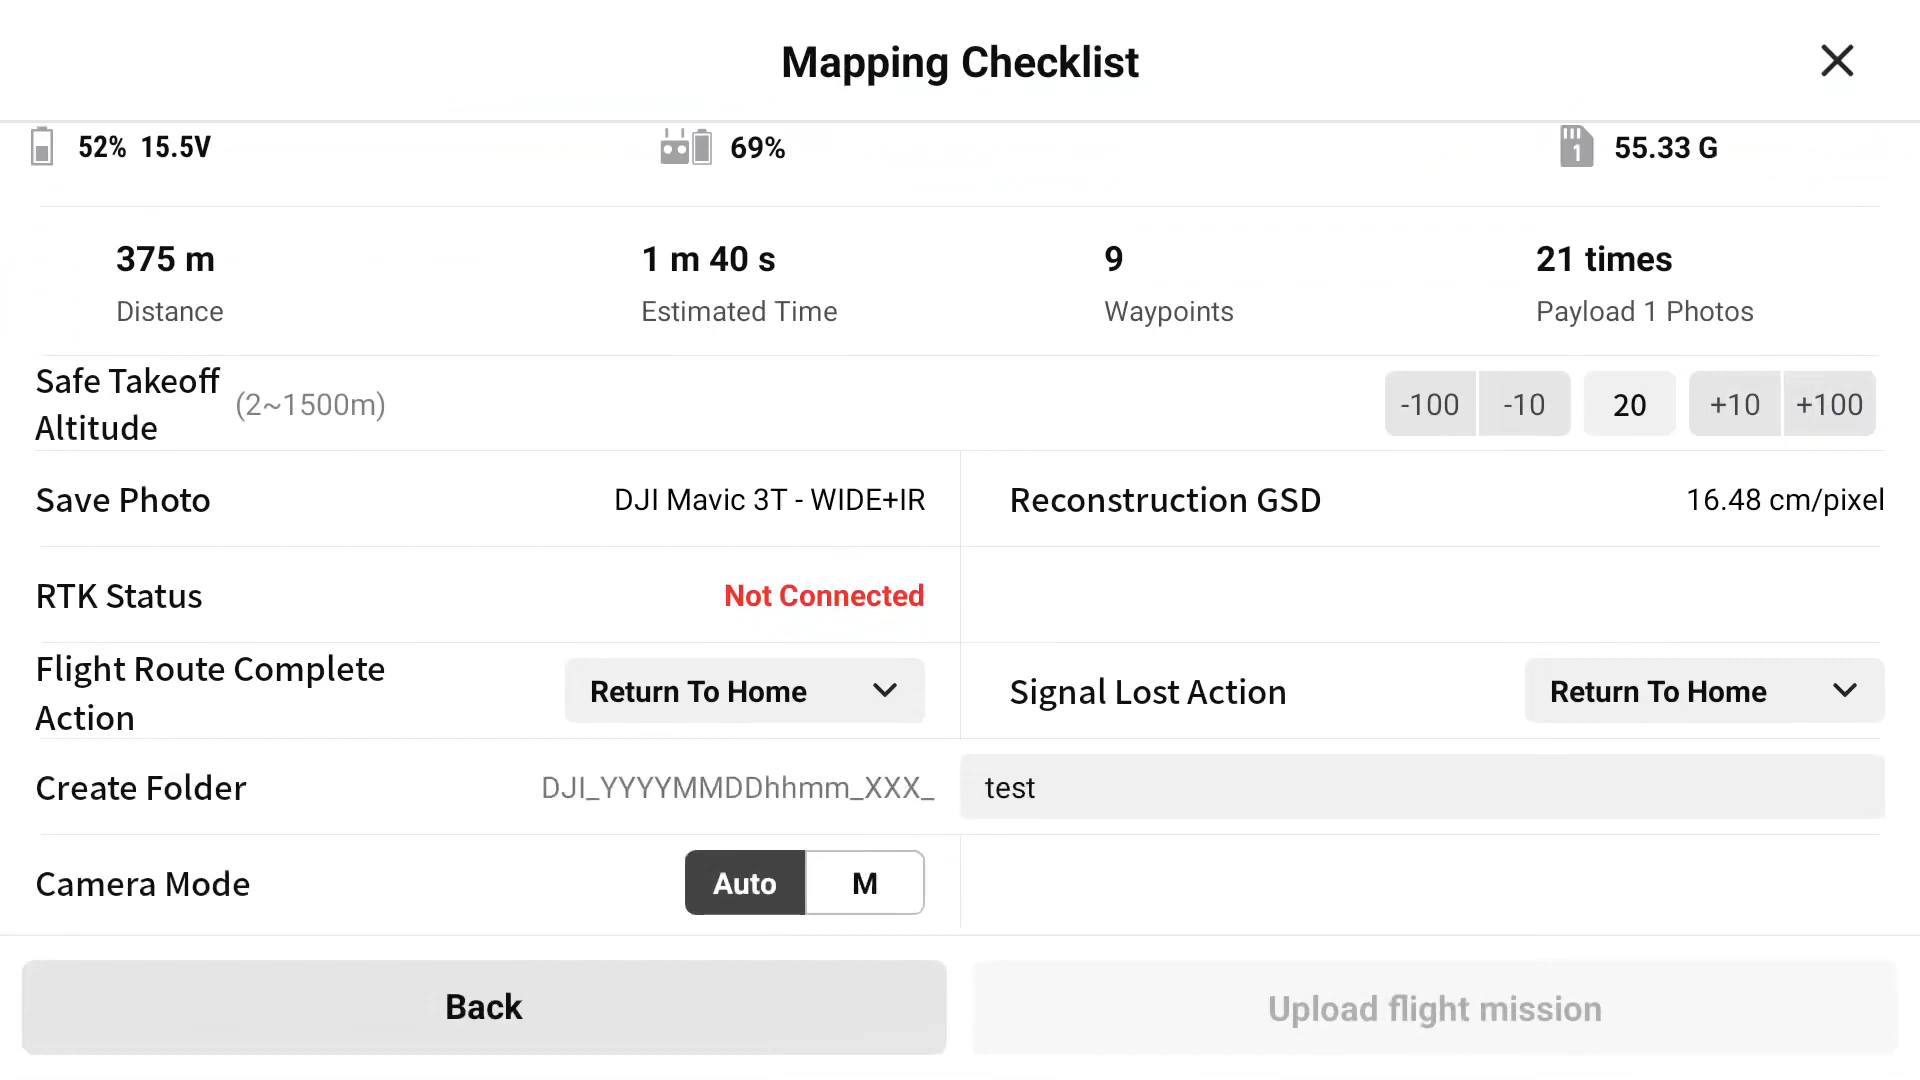 Mapping Checklist
52% 15.5V
69%
1
55.33 G
375 m
1 m 40 s
9
21 times
Distance
Estimated Time
Waypoints
Payload 1 Photos
Safe Takeoff
Altitude
(2~1500m)
-100
-10
20
+10
+100
Save Photo
DJI Mavic 3T - WIDE+IR
Reconstruction GSD
16.48 cm/pixel
RTK Status
Not Connected
Flight Route Complete
Action
Return To Home
Signal Lost Action
Return To Home
Create Folder
DJI_YYYYMMDDhhmm_XXX_
test
Camera Mode
Auto
M
Back
Upload flight mission